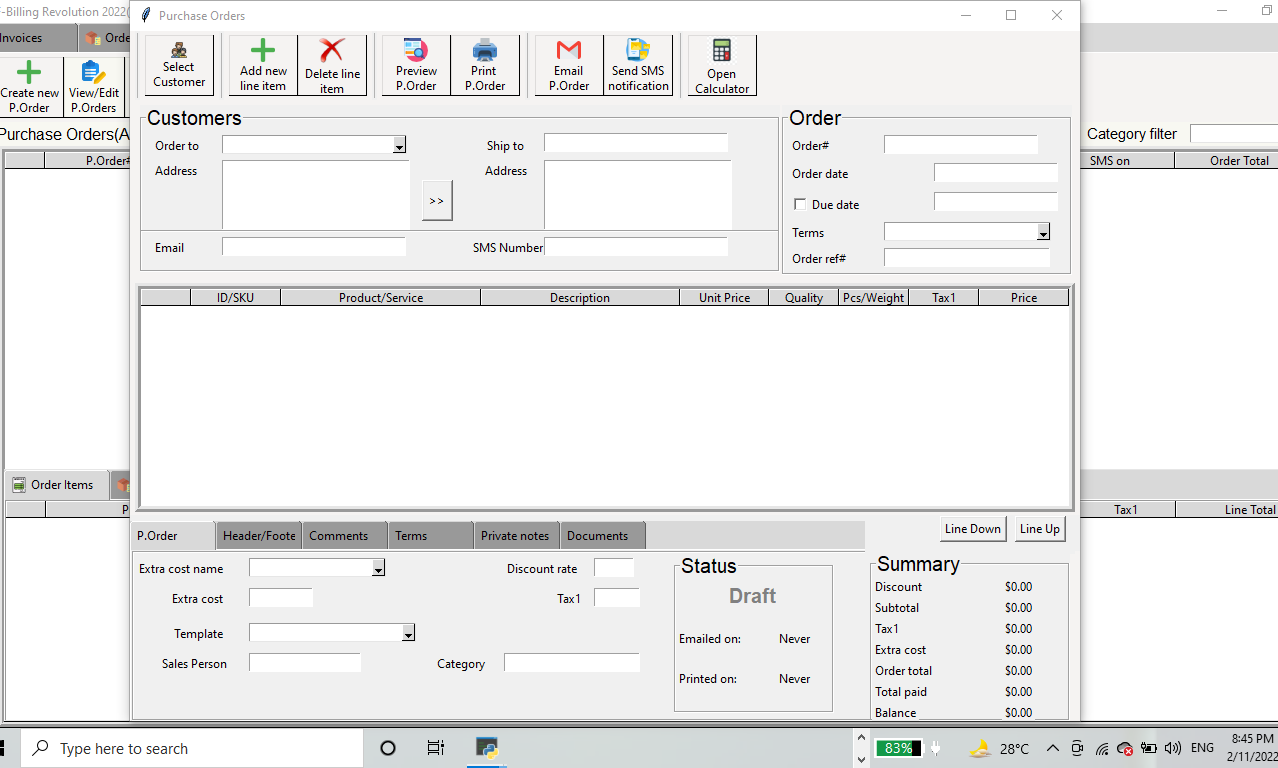 F-Billing Revolution 2022(
Purchase Orders
Invoices
Orde
Create new
P.Order
View/Edit
P.Orders
Select
Customer
Add new
line item
Delete line
item
Preview
P.Order
Print
P.Order
Email
P.Order
Send SMS
notification
Open
Calculator
Purchase Orders(A
Category filter
P.Order#
SMS on
Order Total
Customers
Order to
Ship to
Address
Address
>>
Email
SMS Number
Order
Order#
Order date
Due date
Terms
Order ref#
ID/SKU
Product/Service
Description
Unit Price
Quality
Pcs/Weight
Tax1
Price
Order Items
P
Tax1
Line Total
Line Down
Line Up
P.Order
Header/Foote
Comments
Terms
Private notes
Documents
Extra cost name
Discount rate
Extra cost
Tax1
Template
Sales Person
Category
Status
Draft
Emailed on: Never
Printed on: Never
Summary
Discount $0.00
Subtotal $0.00
Tax1 $0.00
Extra cost $0.00
Order total $0.00
Total paid $0.00
Balance $0.00
Type here to search
83%
28°C
ENG
8:45 PM
2/11/2022